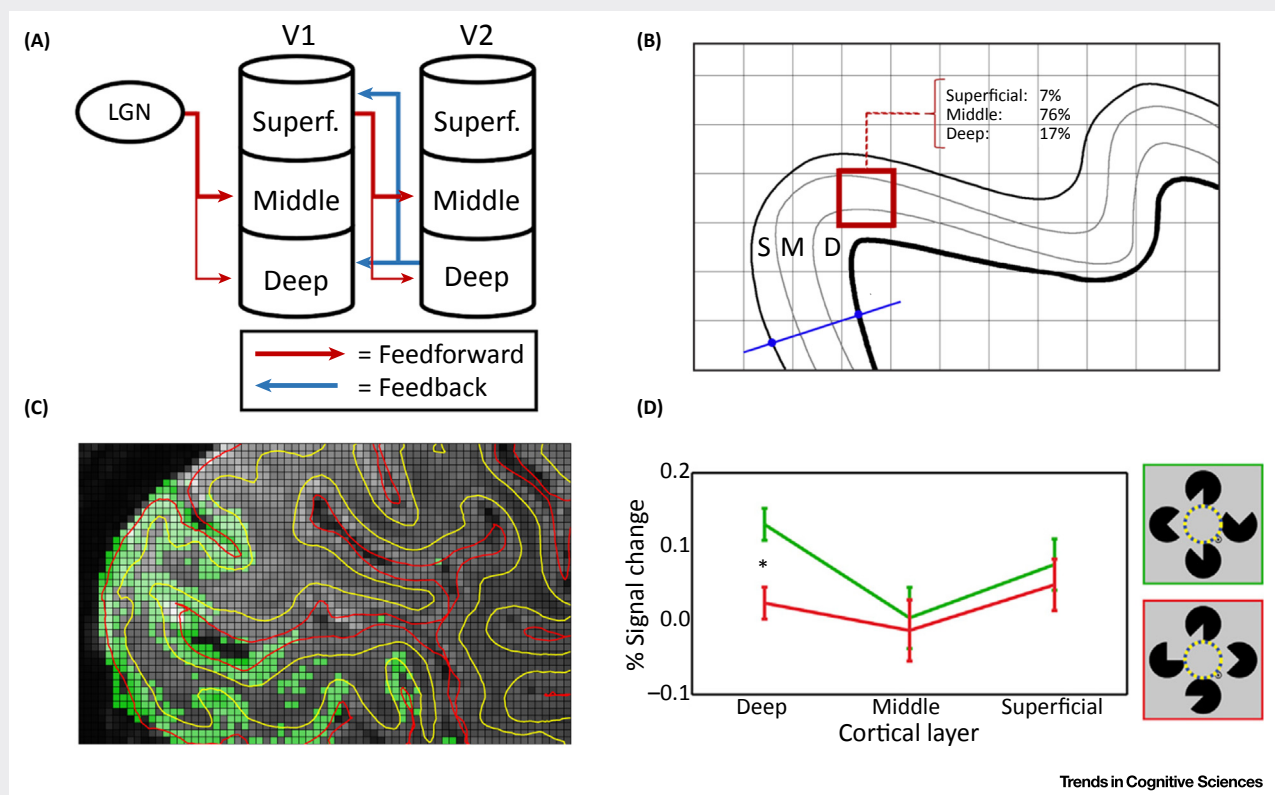 (A)
V1
V2
LGN
Superf.
Superf.
Middle
Middle
Deep
Deep
= Feedforward
= Feedback
(B)
Superficial: 7%
Middle: 76%
Deep: 17%
S M D
(C)
(D)
% Signal change
0.2
0.1
0.0
–0.1
*
Deep
Middle
Superficial
Cortical layer
Trends in Cognitive Sciences